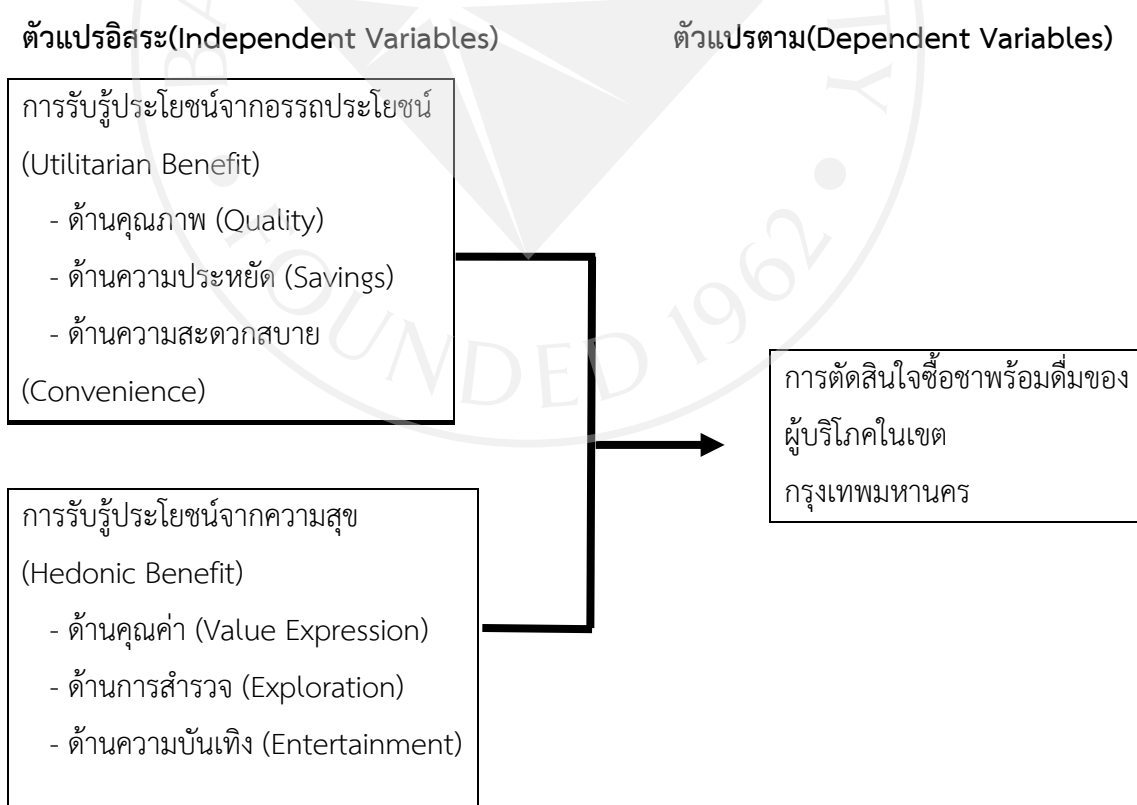 ตัวแปรอิสระ(Independent Variables)
ตัวแปรตาม(Dependent Variables)
การรับรู้ประโยชน์จากอรรถประโยชน์
(Utilitarian Benefit)
- ด้านคุณภาพ (Quality)
- ด้านความประหยัด (Savings)
- ด้านความสะดวกสบาย
(Convenience)
การตัดสินใจซื้อชาพร้อมดื่มของ
ผู้บริโภคในเขต
กรุงเทพมหานคร
การรับรู้ประโยชน์จากความสุข
(Hedonic Benefit)
- ด้านคุณค่า (Value Expression)
- ด้านการสำรวจ (Exploration)
- ด้านความบันเทิง (Entertainment)
FOUNDED 1962